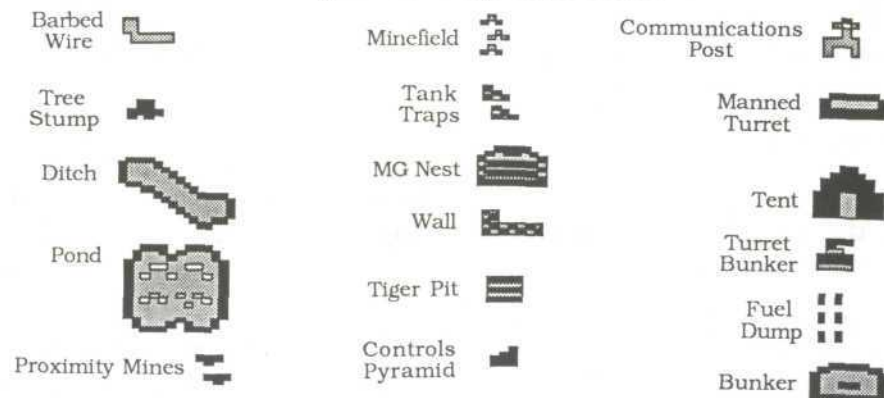 Barbed
Wire
Tree
Stump
Ditch
Pond
Proximity Mines
Minefield
Tank
Traps
MG Nest
Wall
Tiger Pit
Controls
Pyramid
Communications
Post
Manned
Turret
Tent
Turret
Bunker
Fuel
Dump
Bunker